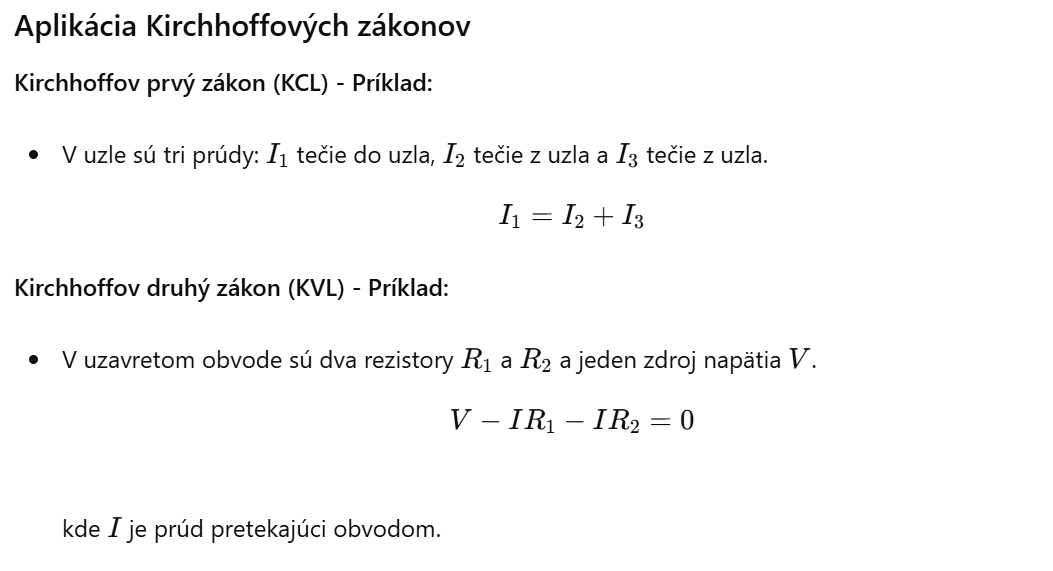 Aplikácia Kirchhoffových zákonov
Kirchhoffov prvý zákon (KCL) - Príklad:
• V uzle sú tri prúdy: I₁ tečie do uzla, I₂ tečie z uzla a I₃ tečie z uzla.
I₁ = I₂ + I₃
Kirchhoffov druhý zákon (KVL) - Príklad:
• V uzavretom obvode sú dva rezistory R₁ a R₂ a jeden zdroj napätia V.
V − IR₁ − IR₂ = 0
kde I je prúd pretekajúci obvodom.